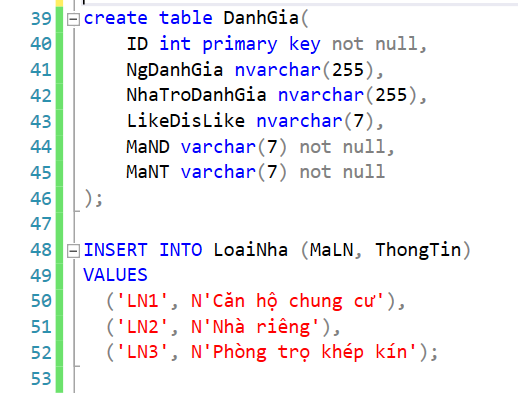 39 create table DanhGia(
40 ID int primary key not null,
41 NgDanhGia nvarchar(255),
42 NhaTroDanhGia nvarchar(255),
43 LikeDisLike nvarchar(7),
44 MaND varchar(7) not null,
45 MaNT varchar(7) not null
46 );
47
48 INSERT INTO LoaiNha (MaLN, ThongTin)
49 VALUES
50 ('LN1', N'Căn hộ chung cư'),
51 ('LN2', N'Nhà riêng'),
52 ('LN3', N'Phòng trọ khép kín');
53